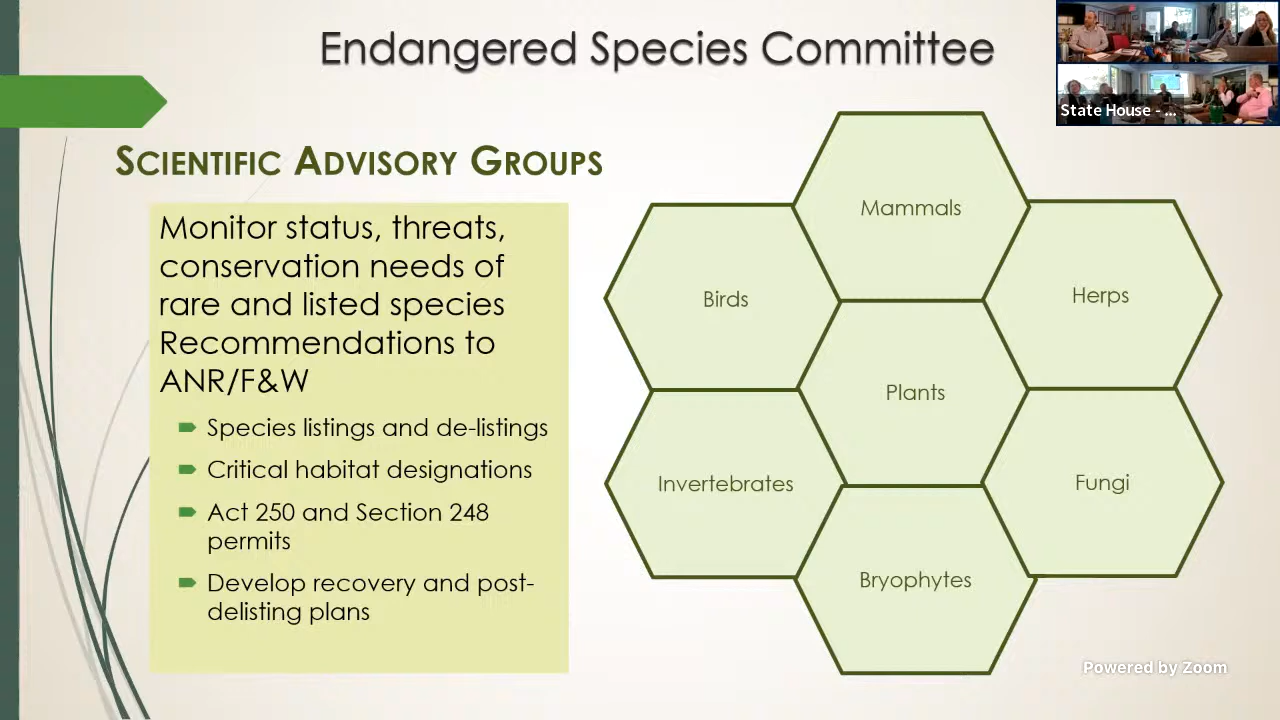 Endangered Species Committee
State House - ...
SCIENTIFIC ADVISORY GROUPS
Monitor status, threats,
conservation needs of
rare and listed species
Recommendations to
ANR/F&W
Species listings and de-listings
Critical habitat designations
Act 250 and Section 248
permits
Develop recovery and post-
delisting plans
Mammals
Birds
Herps
Plants
Invertebrates
Fungi
Bryophytes
Powered by Zoom